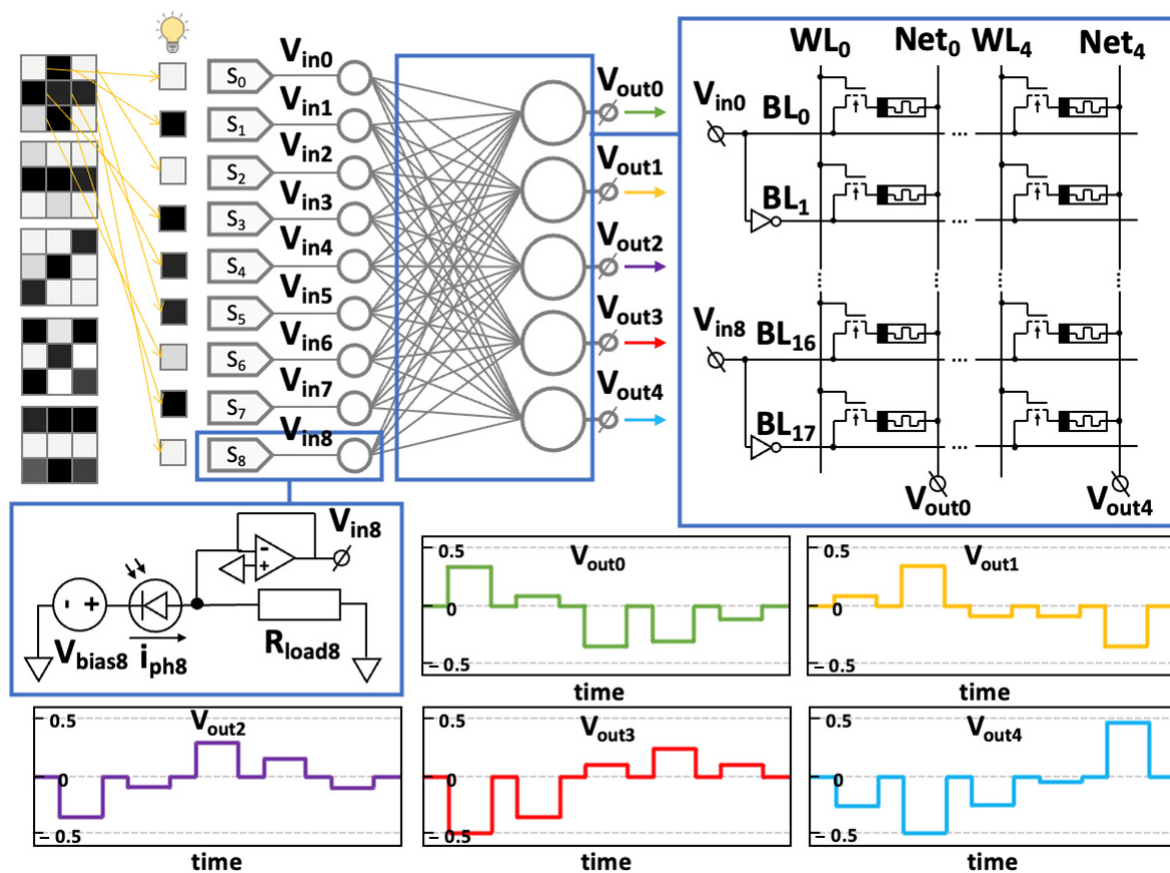 WL0 Net0 WL4 Net4
Vin0
S0
Vin1
S1
Vin2
S2
Vin3
S3
Vin4
S4
Vin5
S5
Vin6
S6
Vin7
S7
Vin8
S8
Vout0
Vout1
Vout2
Vout3
Vout4
Vin0 BL0
...
BL1
...
Vin8 BL16
...
BL17
...
Vout0 Vout4
Vin8
- +
-
+
Vbias8 iph8 Rload8
0.5 Vout0
0
– 0.5
time
0.5 Vout1
0
– 0.5
time
0.5 Vout2
0
– 0.5
time
0.5 Vout3
0
– 0.5
time
0.5 Vout4
0
– 0.5
time